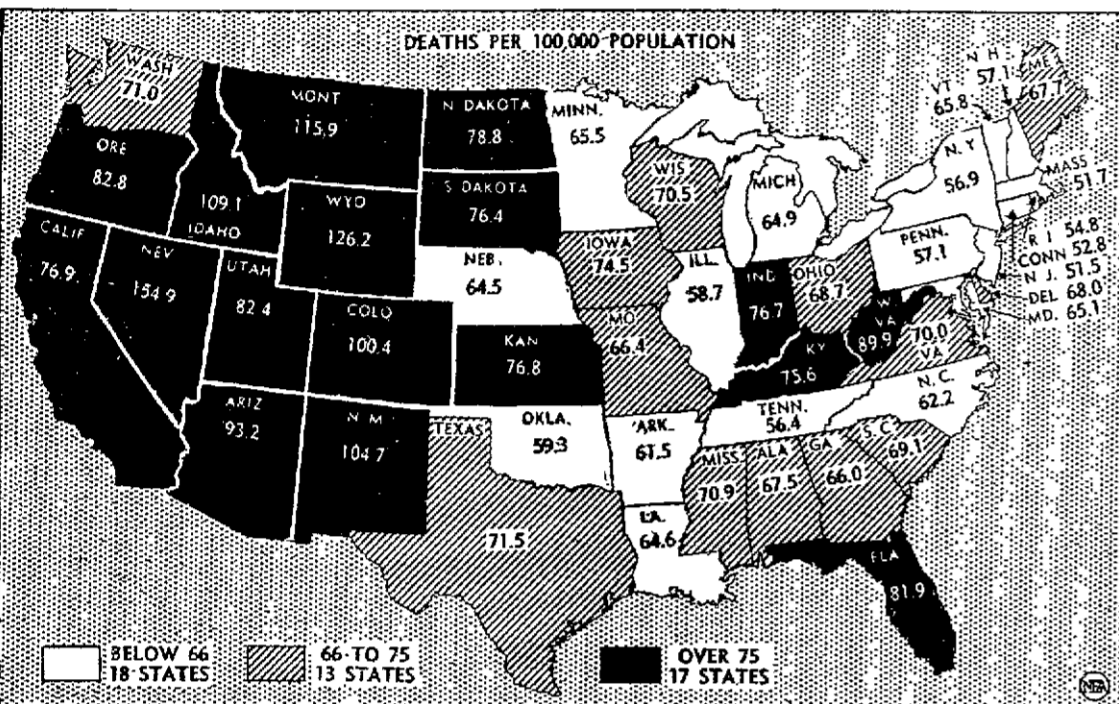 DEATHS PER 100,000 POPULATION
WASH
71.0
MONT
115.9
N DAKOTA
78.8
MINN.
65.5
N H
57.1
VT
65.8
ME
67.7
ORE
82.8
109.1
IDAHO
WYO
126.2
S DAKOTA
76.4
WIS
70.5
MICH
64.9
N.Y
56.9
MASS
51.7
CALIF
76.9
NEV
154.9
UTAH
82.4
COLO
100.4
NEB.
64.5
IOWA
74.5
ILL.
58.7
IND
76.7
OHIO
68.7
PENN.
57.1
R I 54.8
CONN 52.8
N J. 51.5
DEL 68.0
MD. 65.1
KAN
76.8
MO
66.4
KY
75.6
W
VA
89.9
70.0
VA
ARIZ
93.2
N M
104.7
TEXAS
71.5
OKLA.
59.3
ARK.
61.5
TENN.
56.4
N.C.
62.2
MISS.
70.9
ALA
67.5
GA
66.0
S.C.
69.1
LA.
64.6
FLA
81.9
BELOW 66
18 STATES
66 TO 75
13 STATES
OVER 75
17 STATES
NEA